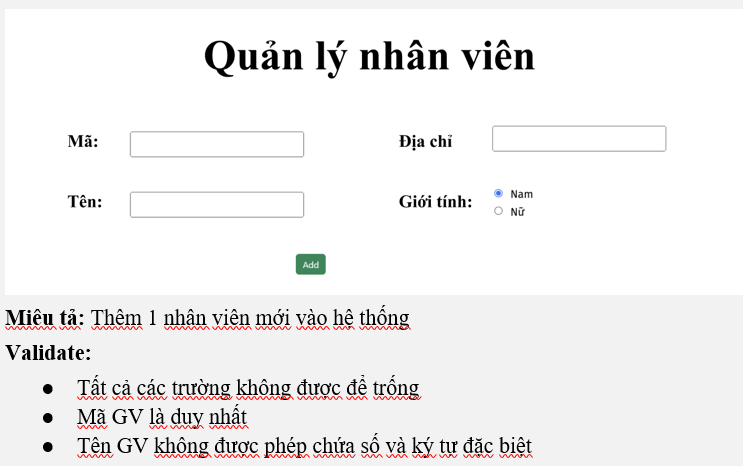 Quản lý nhân viên
Mã:
Địa chỉ
Tên:
Giới tính:
Nam
Nữ
Add
Miêu tả: Thêm 1 nhân viên mới vào hệ thống
Validate:
● Tất cả các trường không được để trống
● Mã GV là duy nhất
● Tên GV không được phép chứa số và ký tự đặc biệt